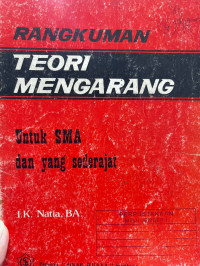 RANGKUMAN
TEORI
MENGARANG
Untuk SMA
dan yang sederajat
I.K. Natia, BA.